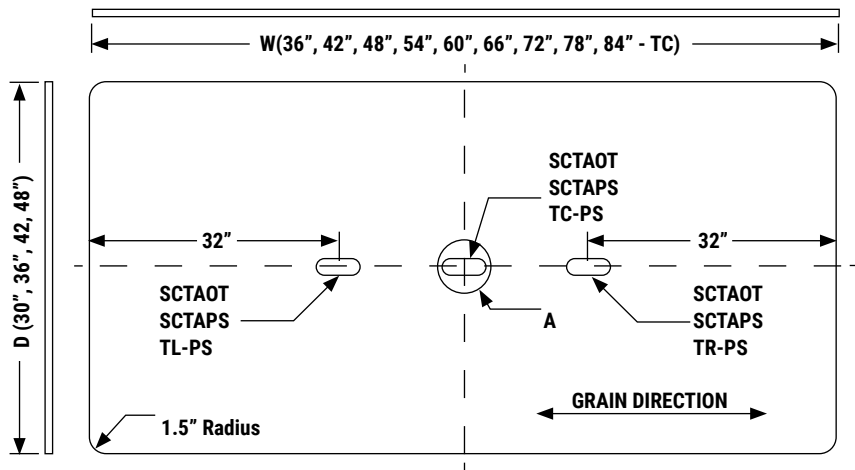 W(36”, 42”, 48”, 54”, 60”, 66”, 72”, 78”, 84” - TC)
D (30”, 36”, 42, 48”)
SCTAOT
SCTAPS
TC-PS
32”
32”
SCTAOT
SCTAPS
TL-PS
A
SCTAOT
SCTAPS
TR-PS
GRAIN DIRECTION
1.5” Radius